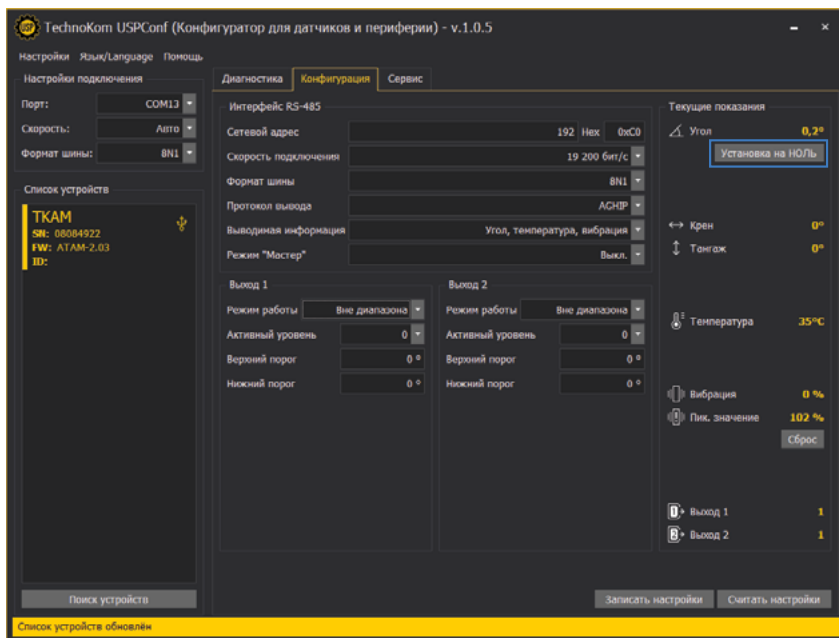 TechnoKom USPConf (Конфигуратор для датчиков и периферии) - v.1.0.5
Настройки Язык/Language Помощь
Настройки подключения
Порт: COM13
Скорость: Авто
Формат шины: 8N1
Список устройств
TKAM
SN: 08084922
FW: ATAM-2.03
ID:
Поиск устройств
Диагностика Конфигурация Сервис
Интерфейс RS-485
Сетевой адрес 192 Hex 0xC0
Скорость подключения 19 200 бит/с
Формат шины 8N1
Протокол вывода AGHIP
Выводимая информация Угол, температура, вибрация
Режим "Мастер" Выкл.
Выход 1
Режим работы Вне диапазона
Активный уровень 0
Верхний порог 0 °
Нижний порог 0 °
Выход 2
Режим работы Вне диапазона
Активный уровень 0
Верхний порог 0 °
Нижний порог 0 °
Текущие показания
Угол 0,2°
Установка на НОЛЬ
Крен 0°
Тангаж 0°
Температура 35°C
Вибрация 0 %
Пик. значение 102 %
Сброс
1 Выход 1 1
2 Выход 2 1
Записать настройки Считать настройки
Список устройств обновлён